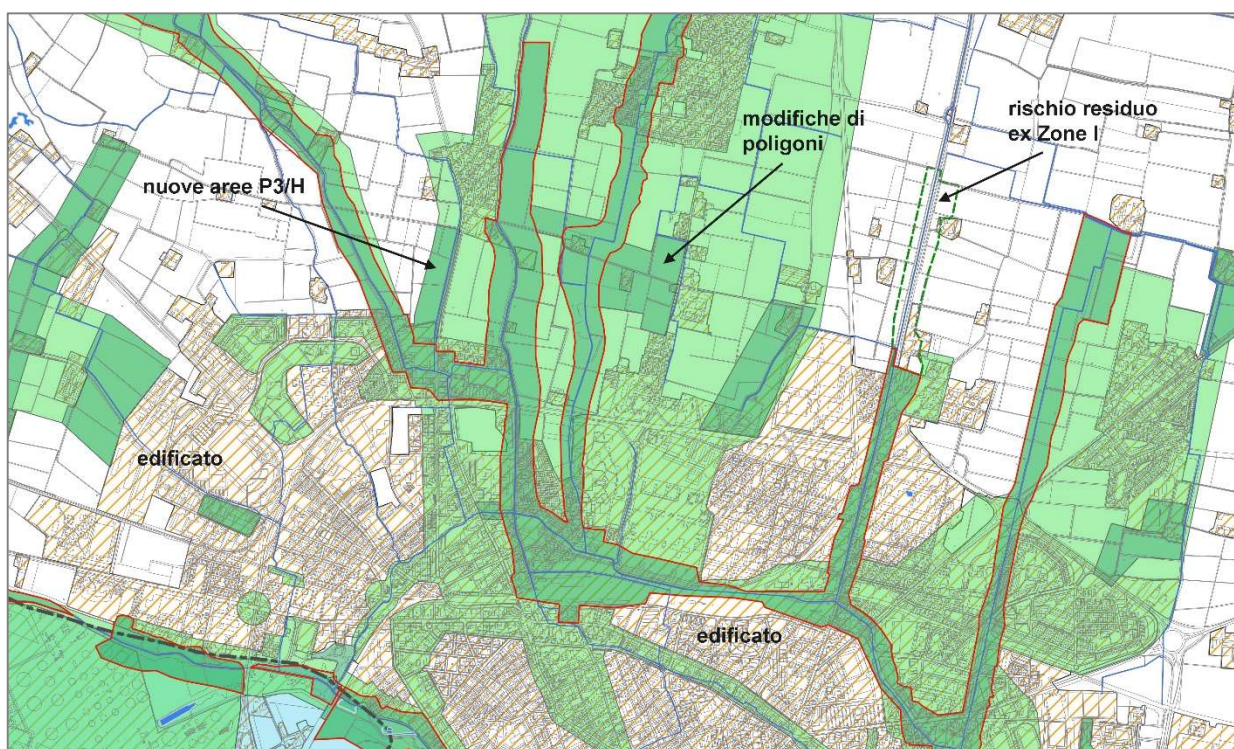 rischio residuo
ex Zone I
modifiche di
poligoni
nuove aree P3/H
edificato
edificato